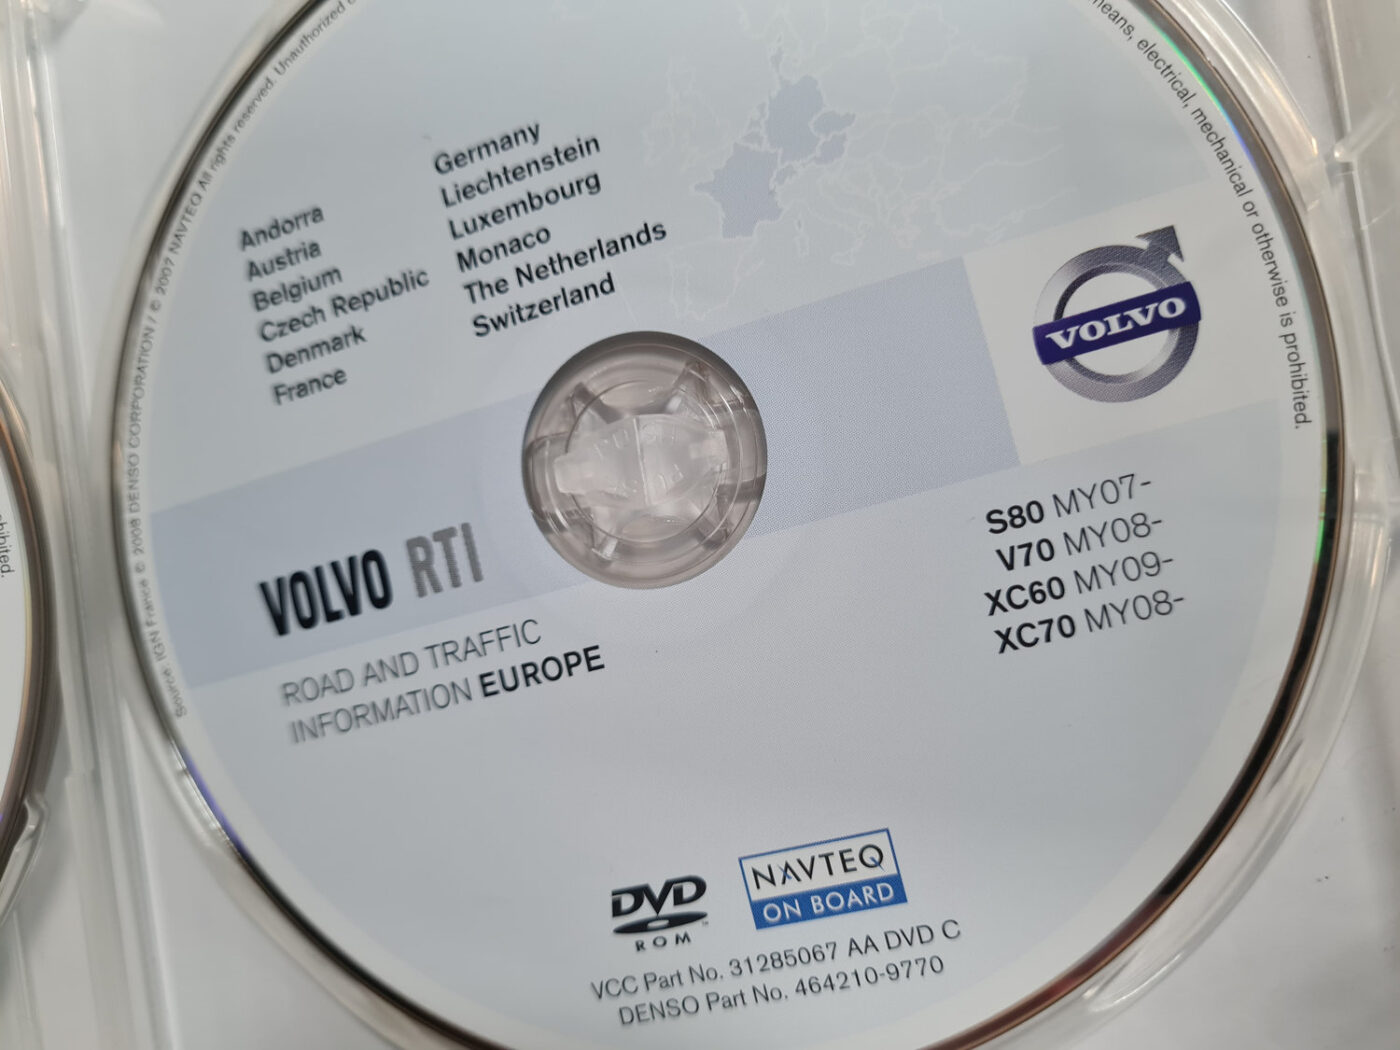 Andorra
Austria
Belgium
Czech Republic
Denmark
France
Germany
Liechtenstein
Luxembourg
Monaco
The Netherlands
Switzerland
VOLVO
S80 MY07-
V70 MY08-
XC60 MY09-
XC70 MY08-
VOLVO RTI
ROAD AND TRAFFIC
INFORMATION EUROPE
DVD
ROM
NAVTEQ
ON BOARD
VCC Part No. 31285067 AA DVD C
DENSO Part No. 464210-9770
Source: IGN France © 2008 DENSO CORPORATION / © 2007 NAVTEQ All rights reserved. Unauthorized
means, electrical, mechanical or otherwise is prohibited.